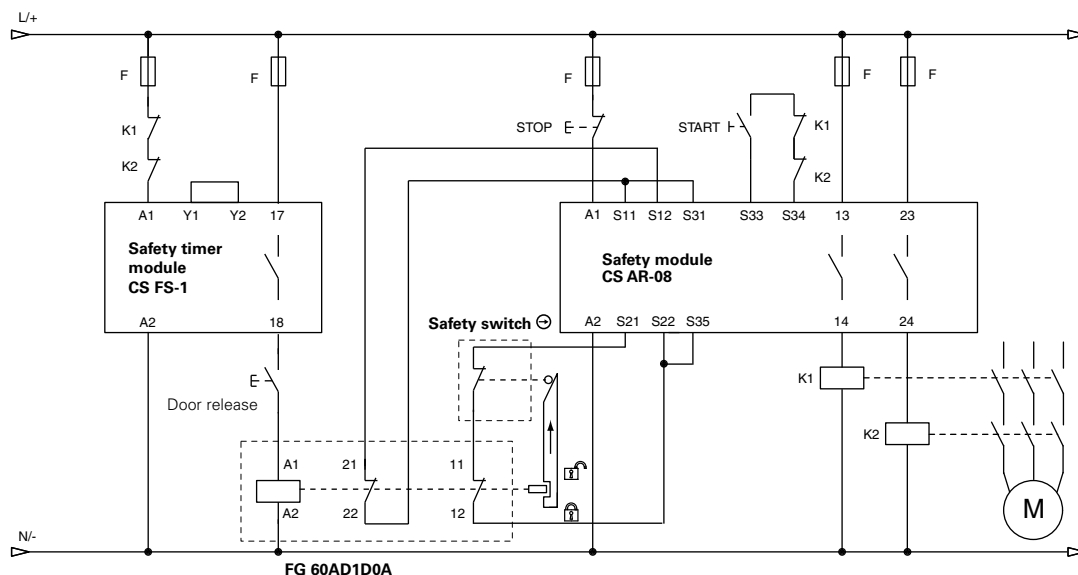 L/+
F
F
F
F
F
K1
K2
STOP
START
K1
K2
A1 Y1 Y2 17
Safety timer
module
CS FS-1
A2 18
A1 S11 S12 S31 S33 S34 13 23
Safety module
CS AR-08
A2 S21 S22 S35 14 24
Safety switch
Door release
K1
K2
A1 21 11
A2 22 12
M
N/-
FG 60AD1D0A